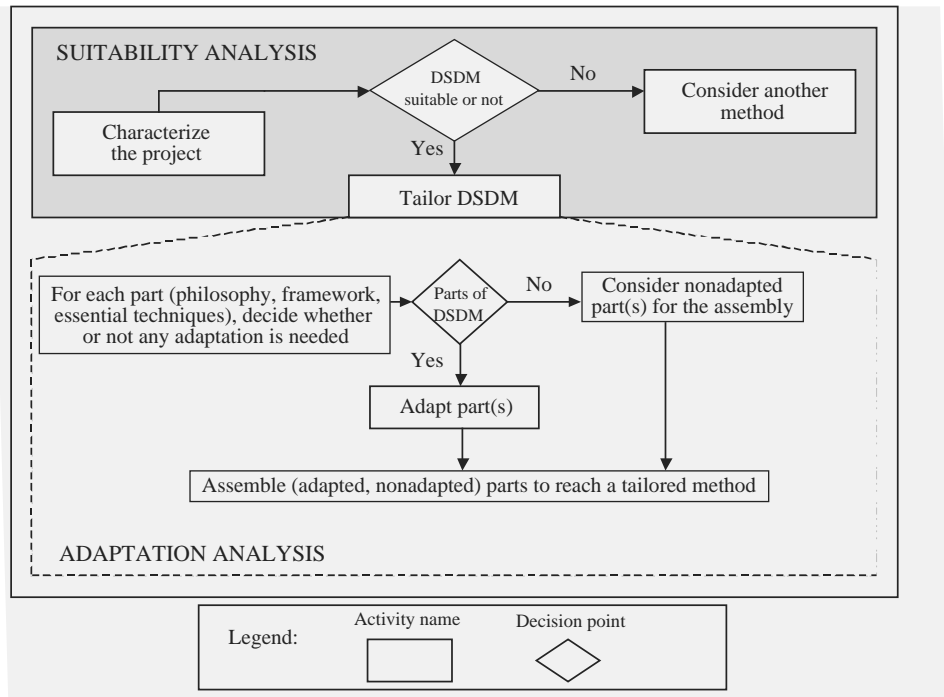 SUITABILITY ANALYSIS
Characterize
the project
DSDM
suitable or not
No
Consider another
method
Yes
Tailor DSDM
For each part (philosophy, framework,
essential techniques), decide whether
or not any adaptation is needed
Parts of
DSDM
No
Consider nonadapted
part(s) for the assembly
Yes
Adapt part(s)
Assemble (adapted, nonadapted) parts to reach a tailored method
ADAPTATION ANALYSIS
Legend:
Activity name
Decision point